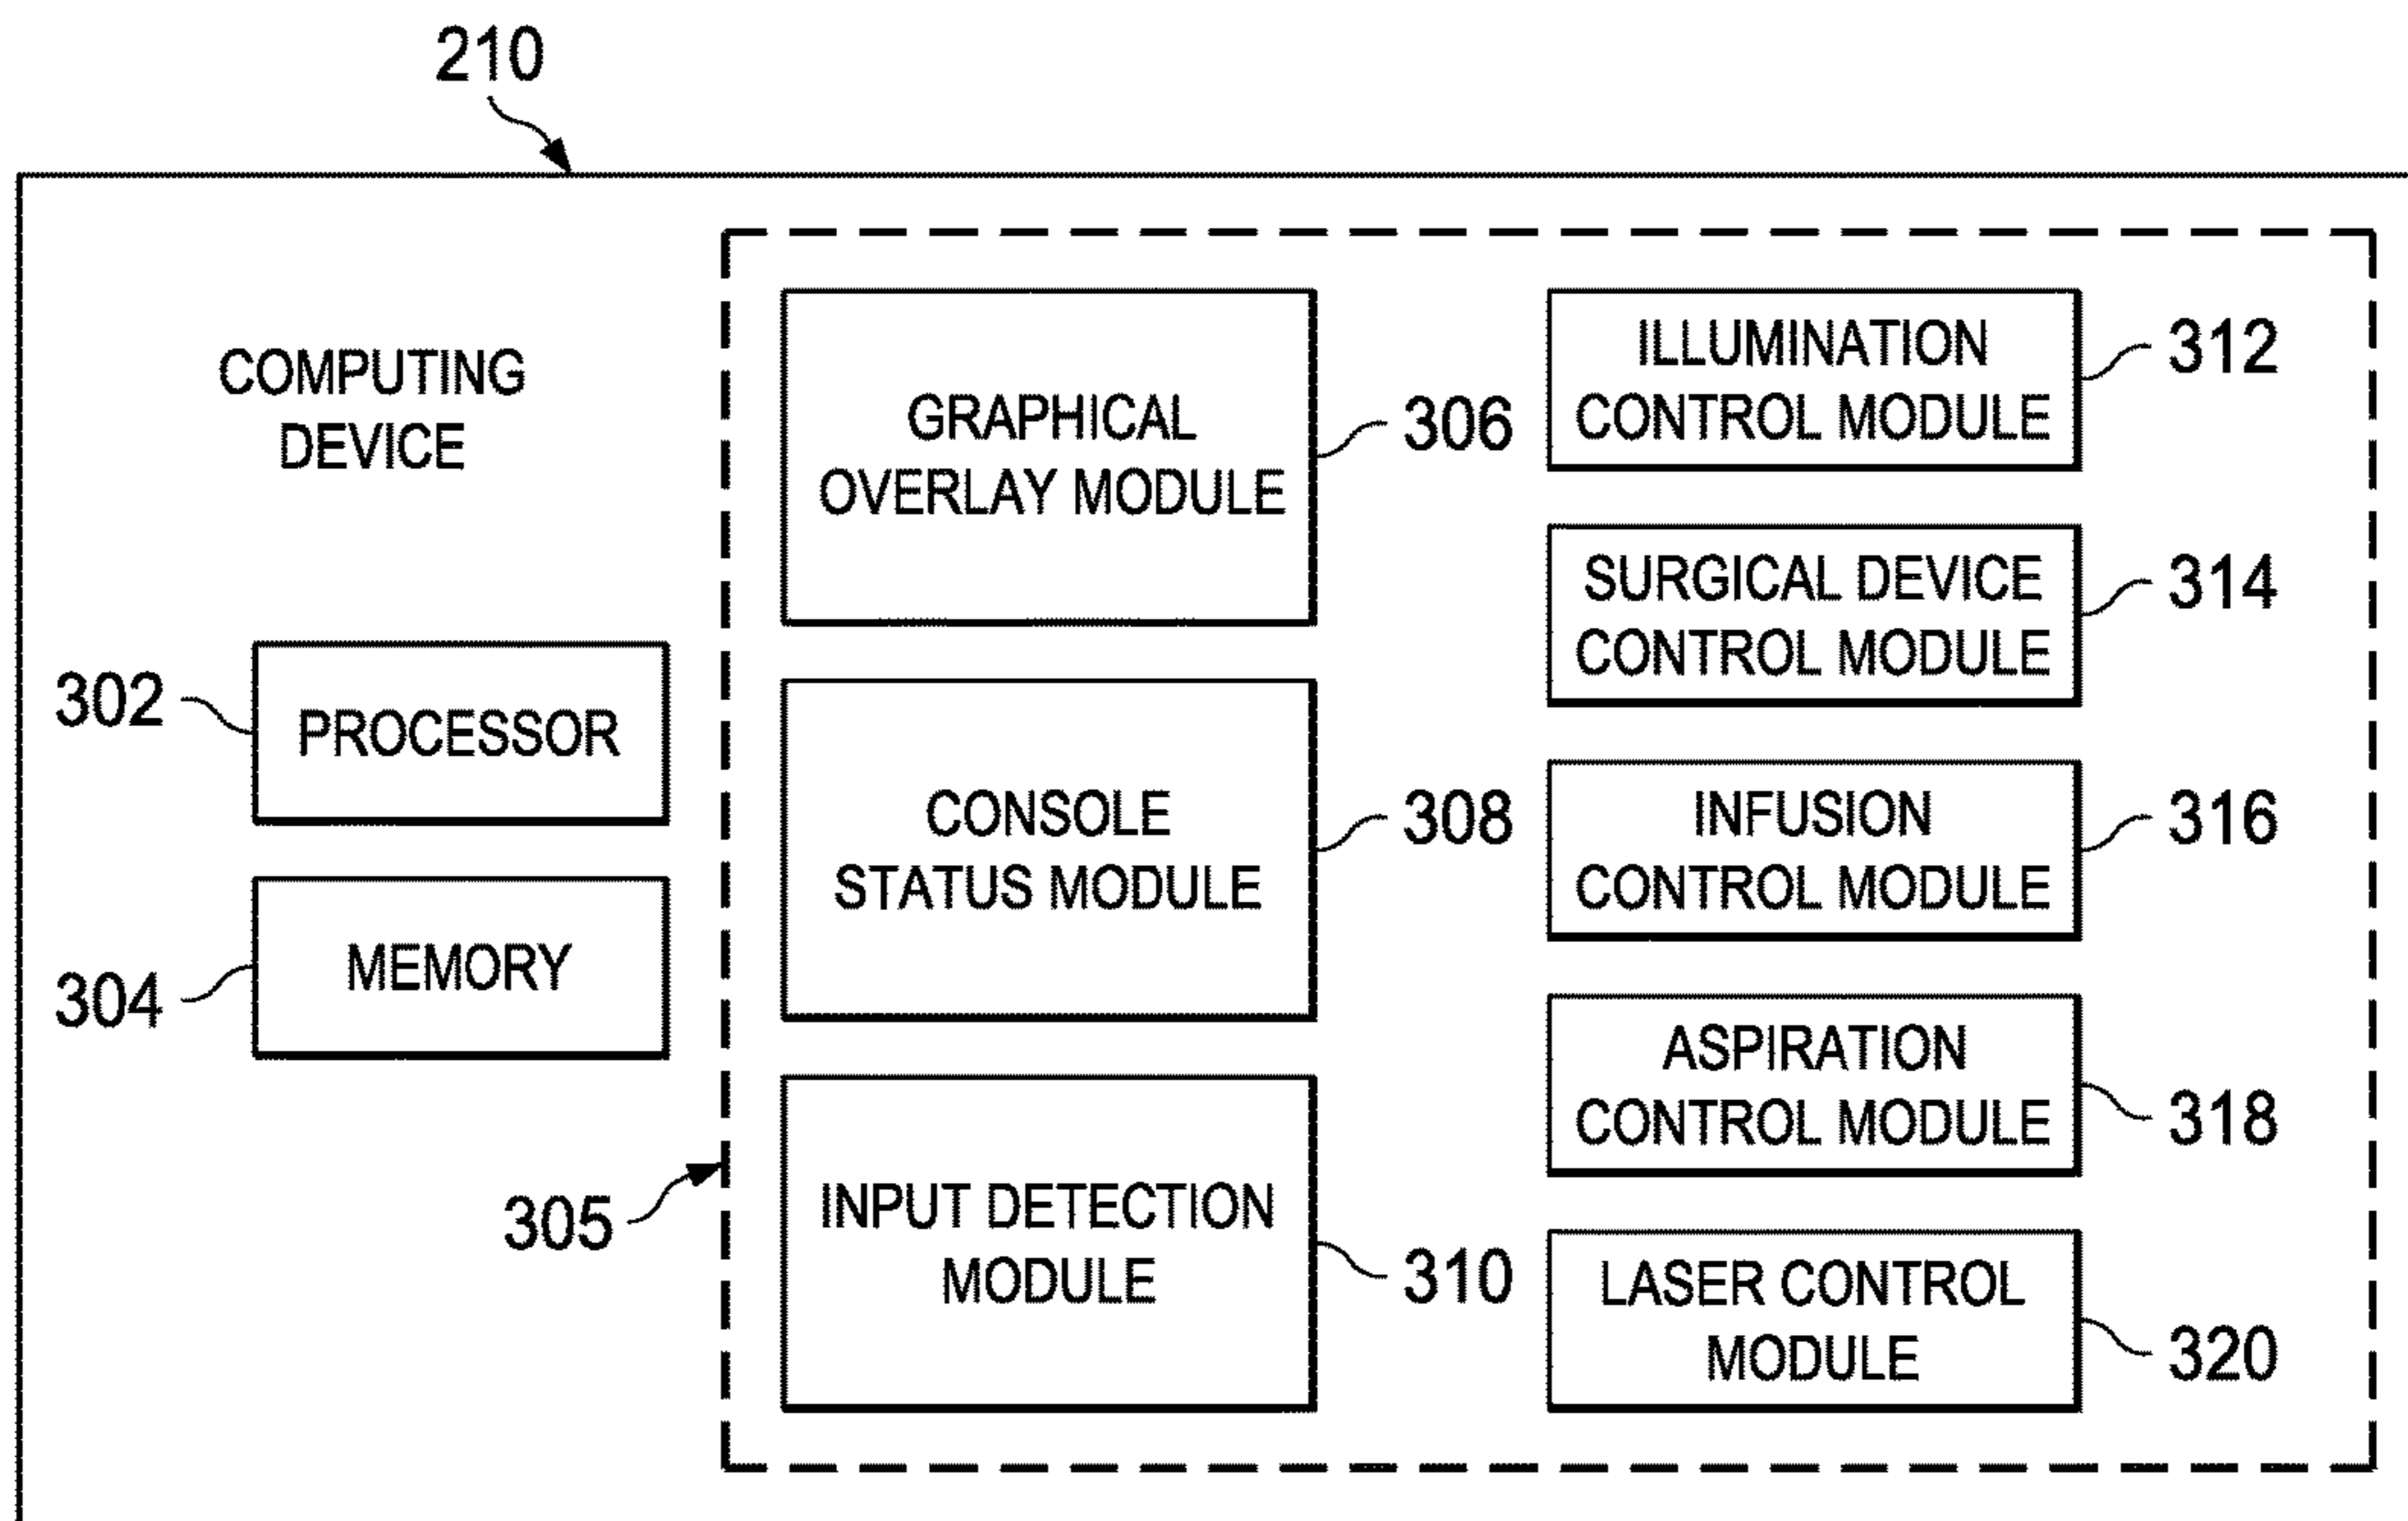 210
COMPUTING
DEVICE
302
PROCESSOR
304
MEMORY
305
GRAPHICAL
OVERLAY MODULE
306
CONSOLE
STATUS MODULE
308
INPUT DETECTION
MODULE
310
ILLUMINATION
CONTROL MODULE
312
SURGICAL DEVICE
CONTROL MODULE
314
INFUSION
CONTROL MODULE
316
ASPIRATION
CONTROL MODULE
318
LASER CONTROL
MODULE
320